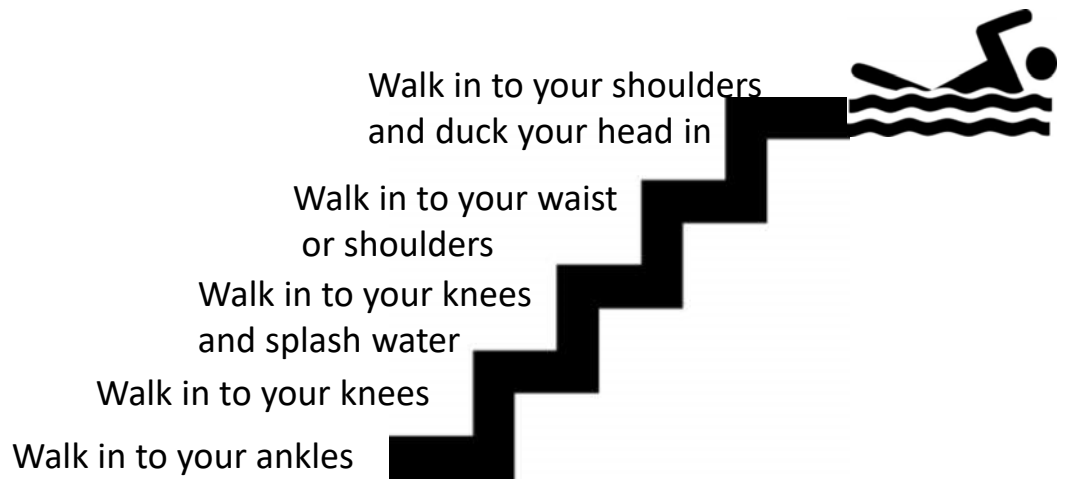 Walk in to your shoulders
and duck your head in
Walk in to your waist
or shoulders
Walk in to your knees
and splash water
Walk in to your knees
Walk in to your ankles